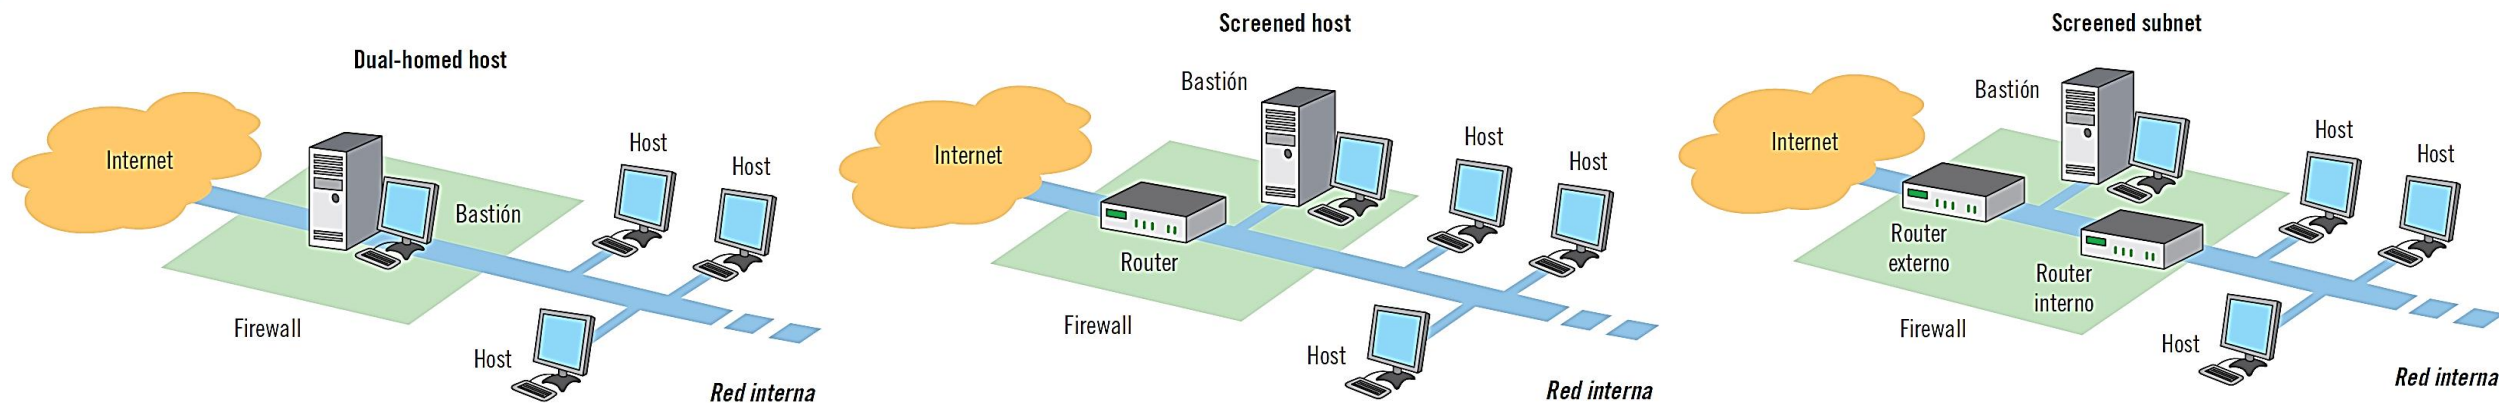 Dual-homed host
Internet
Host
Host
Bastión
Firewall
Host
Red interna
Screened host
Bastión
Internet
Host
Host
Router
Firewall
Host
Red interna
Screened subnet
Bastión
Internet
Host
Host
Router
externo
Router
interno
Firewall
Host
Red interna